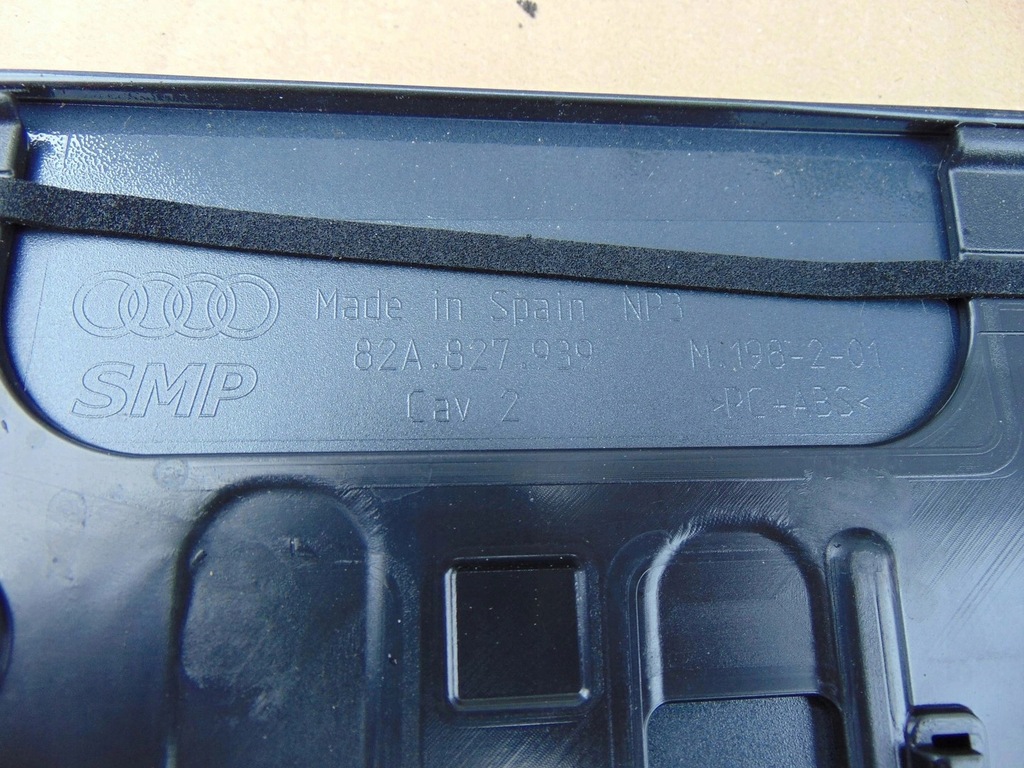 Made in Spain NP3
82A.827.939 M.196-2-01
SMP
Cav 2 >PC+ABS<